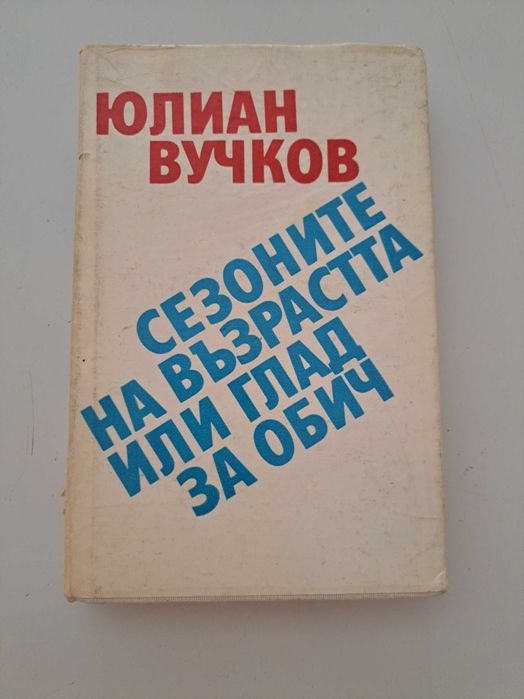 ЮЛИАН
ВУЧКОВ
СЕЗОНИТЕ
НА ВЪЗРАСТТА
ИЛИ ГЛАД
ЗА ОБИЧ